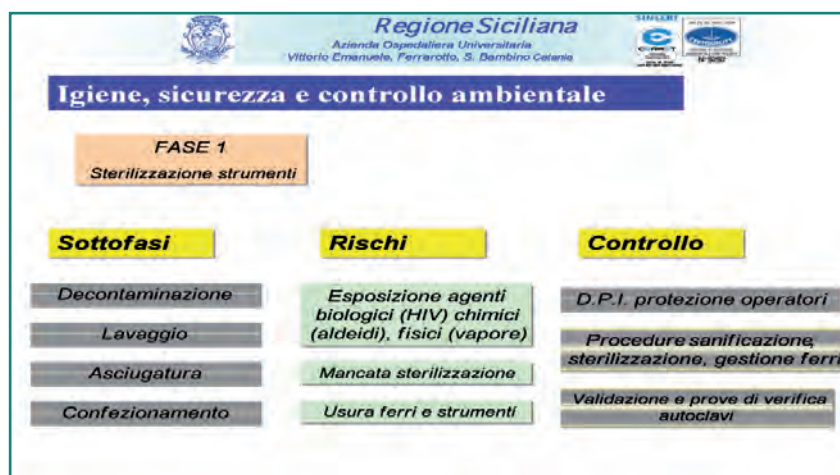 Regione Siciliana
Azienda Ospedaliera Universitaria
Vittorio Emanuele, Ferrarotto, S. Bambino Catania
Igiene, sicurezza e controllo ambientale
FASE 1
Sterilizzazione strumenti
Sottofasi
Decontaminazione
Lavaggio
Asciugatura
Confezionamento
Rischi
Esposizione agenti
biologici (HIV) chimici
(aldeidi), fisici (vapore)
Mancata sterilizzazione
Usura ferri e strumenti
Controllo
D.P.I. protezione operatori
Procedure sanificazione,
sterilizzazione, gestione ferri
Validazione e prove di verifica
autoclavi